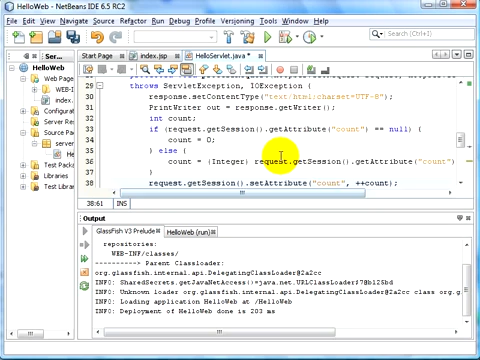 HelloWeb - NetBeans IDE 6.5 RC2
File Edit View Navigate Source Refactor Run Debug Profile Versioning Tools Window Help
Ser...
Start Page
index.jsp
HelloServlet.java *
HelloWeb
Web Page
WEB-I
index.
Configurat
Server Res
Source Pac
server
He
Test Packa
Libraries
Test Librar
29 throws ServletException, IOException {
30 response.setContentType("text/html;charset=UTF-8");
31 PrintWriter out = response.getWriter();
32 int count;
33 if (request.getSession().getAttribute("count") == null) {
34 count = 0;
35 } else {
36 count = (Integer) request.getSession().getAttribute("count")
37 }
38 request.getSession().setAttribute("count", ++count);
38:61 INS
Output
GlassFish V3 Prelude
HelloWeb (run)
repositories:
WEB-INF/classes/
----------> Parent Classloader:
org.glassfish.internal.api.DelegatingClassLoader@2a2cc
INFO: SharedSecrets.getJavaNetAccess()=java.net.URLClassLoader$7@b125bd
INFO: Unknown loader org.glassfish.internal.api.DelegatingClassLoader@2a2cc class org.g
INFO: Loading application HelloWeb at /HelloWeb
INFO: Deployment of HelloWeb done is 203 ms